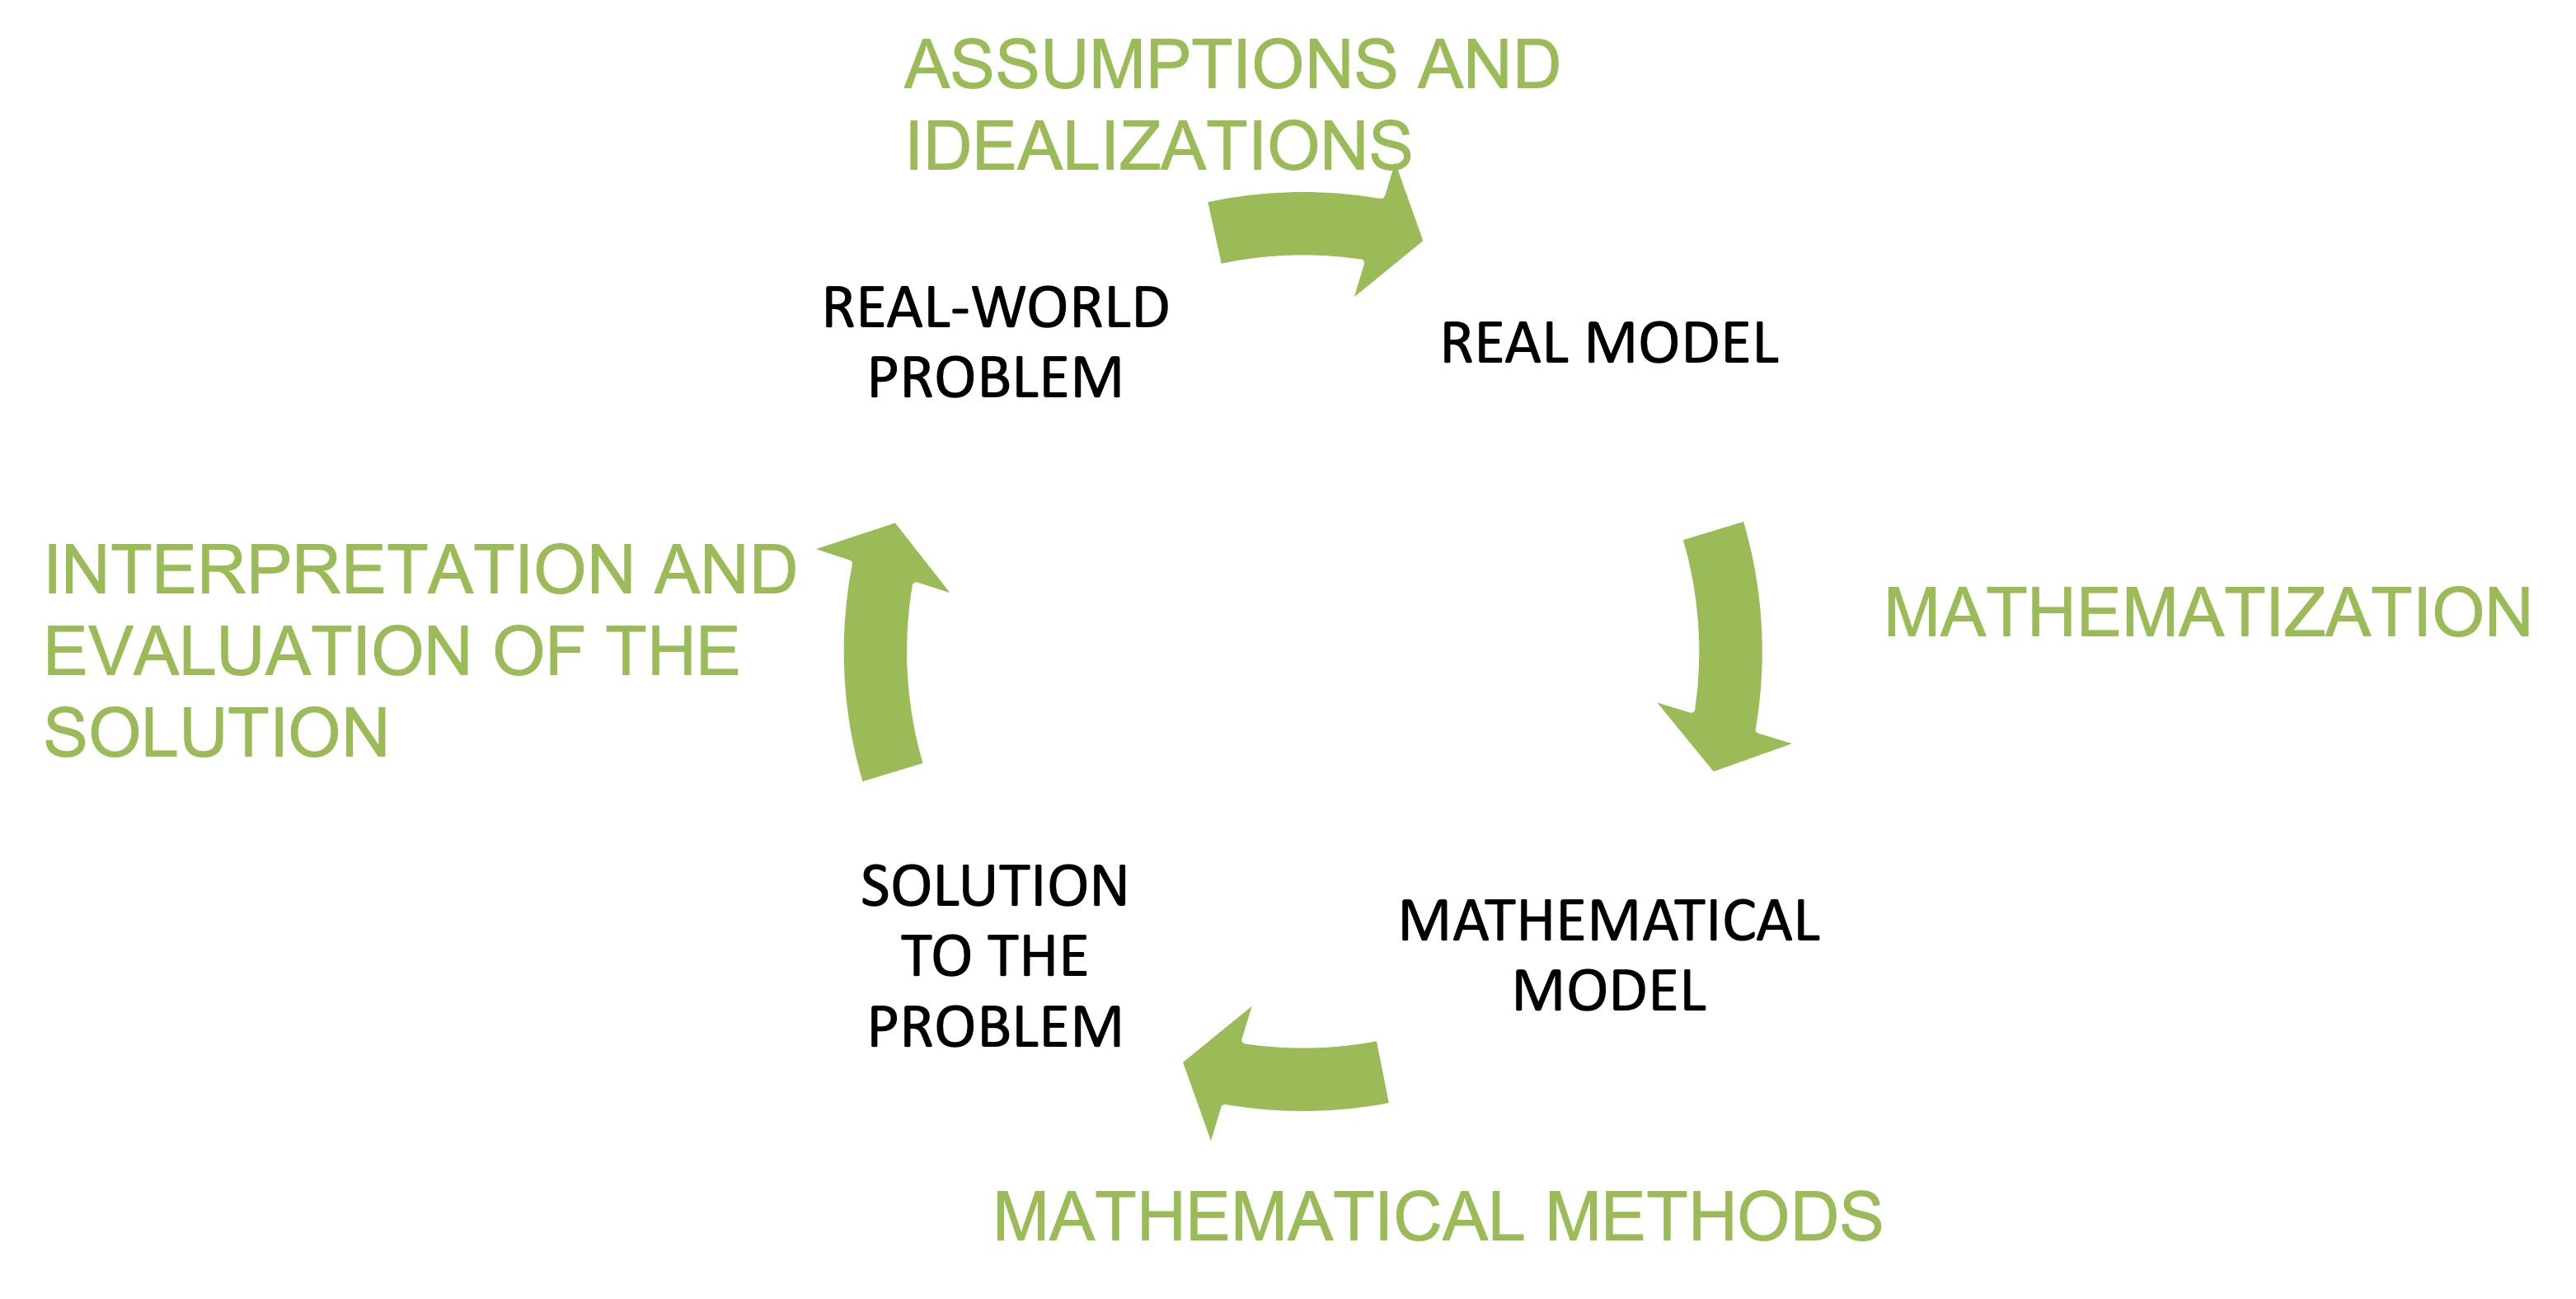 ASSUMPTIONS AND
IDEALIZATIONS
REAL-WORLD
PROBLEM
REAL MODEL
INTERPRETATION AND
EVALUATION OF THE
SOLUTION
MATHEMATIZATION
SOLUTION
TO THE
PROBLEM
MATHEMATICAL
MODEL
MATHEMATICAL METHODS